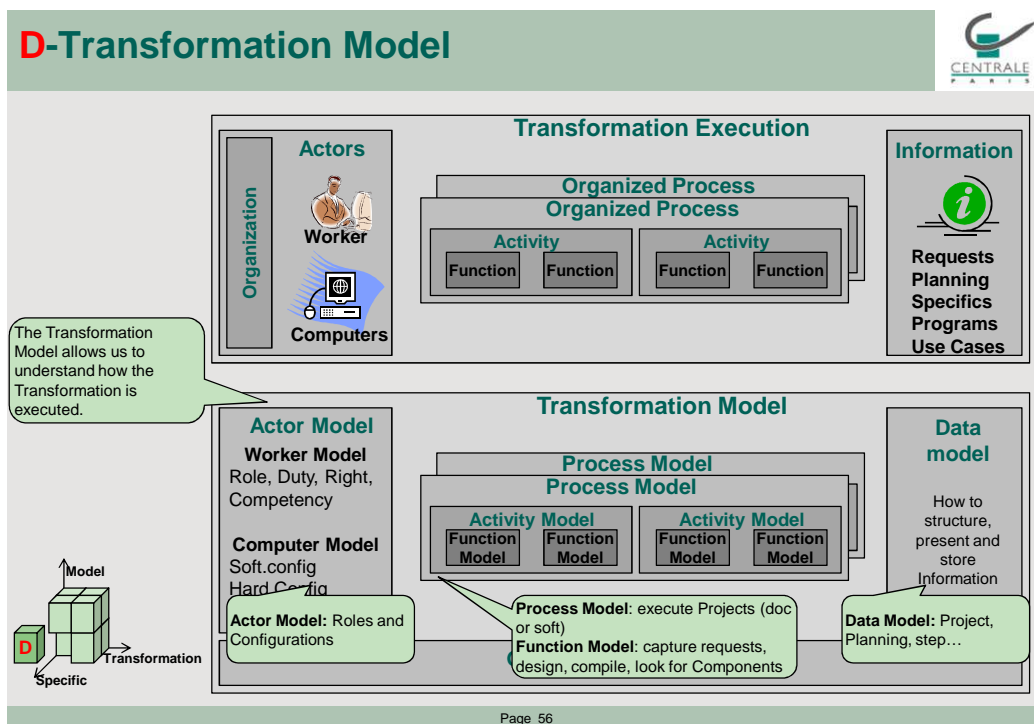 D-Transformation Model
CENTRALE
PARIS
Transformation Execution
Organization
Actors
Worker
Computers
Organized Process
Organized Process
Activity
Function
Function
Activity
Function
Function
Information
Requests
Planning
Specifics
Programs
Use Cases
The Transformation
Model allows us to
understand how the
Transformation is
executed.
Transformation Model
Actor Model
Worker Model
Role, Duty, Right,
Competency
Computer Model
Soft.config
Hard Config
Process Model
Process Model
Activity Model
Function
Model
Function
Model
Activity Model
Function
Model
Function
Model
Data
model
How to
structure,
present and
store
Information
Actor Model: Roles and
Configurations
Process Model: execute Projects (doc
or soft)
Function Model: capture requests,
design, compile, look for Components
Data Model: Project,
Planning, step…
Model
D
Transformation
Specific
Page 56